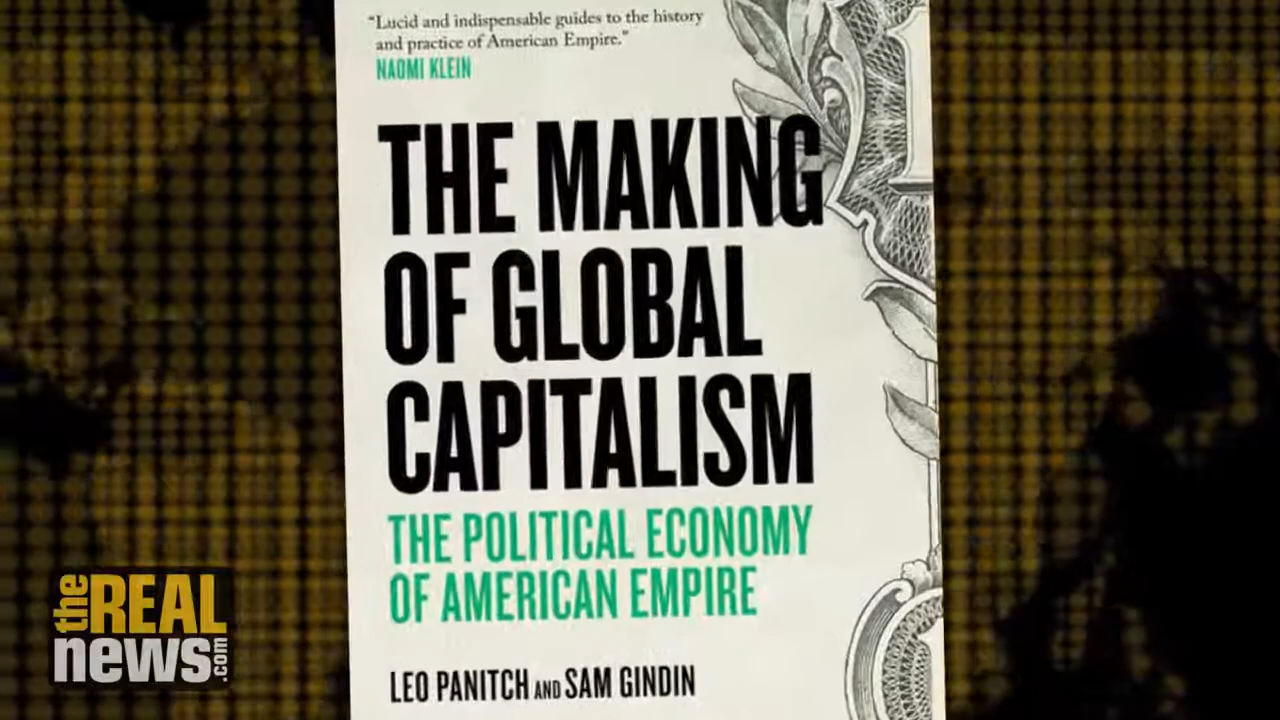 "Lucid and indispensable guides to the history
and practice of American Empire."
NAOMI KLEIN
THE MAKING
OF GLOBAL
CAPITALISM
THE POLITICAL ECONOMY
OF AMERICAN EMPIRE
LEO PANITCH AND SAM GINDIN
the REAL
news.com